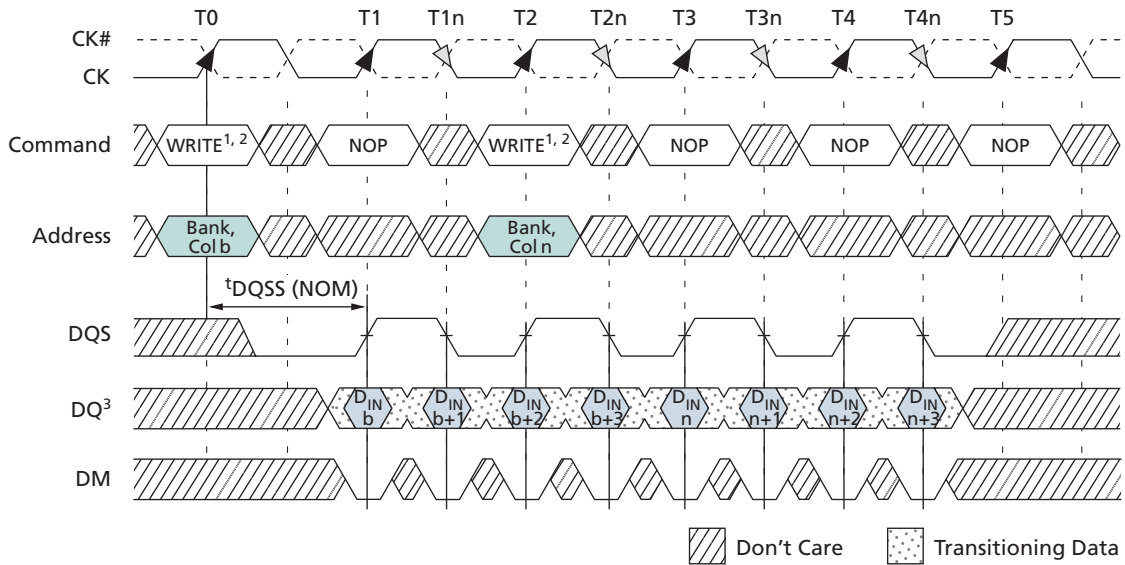 T0 T1 T1n T2 T2n T3 T3n T4 T4n T5
CK#
CK
Command WRITE1, 2 NOP WRITE1, 2 NOP NOP NOP
Address Bank, Col b Bank, Col n
tDQSS (NOM)
DQS
DQ3 DIN b DIN b+1 DIN b+2 DIN b+3 DIN n DIN n+1 DIN n+2 DIN n+3
DM
Don't Care Transitioning Data